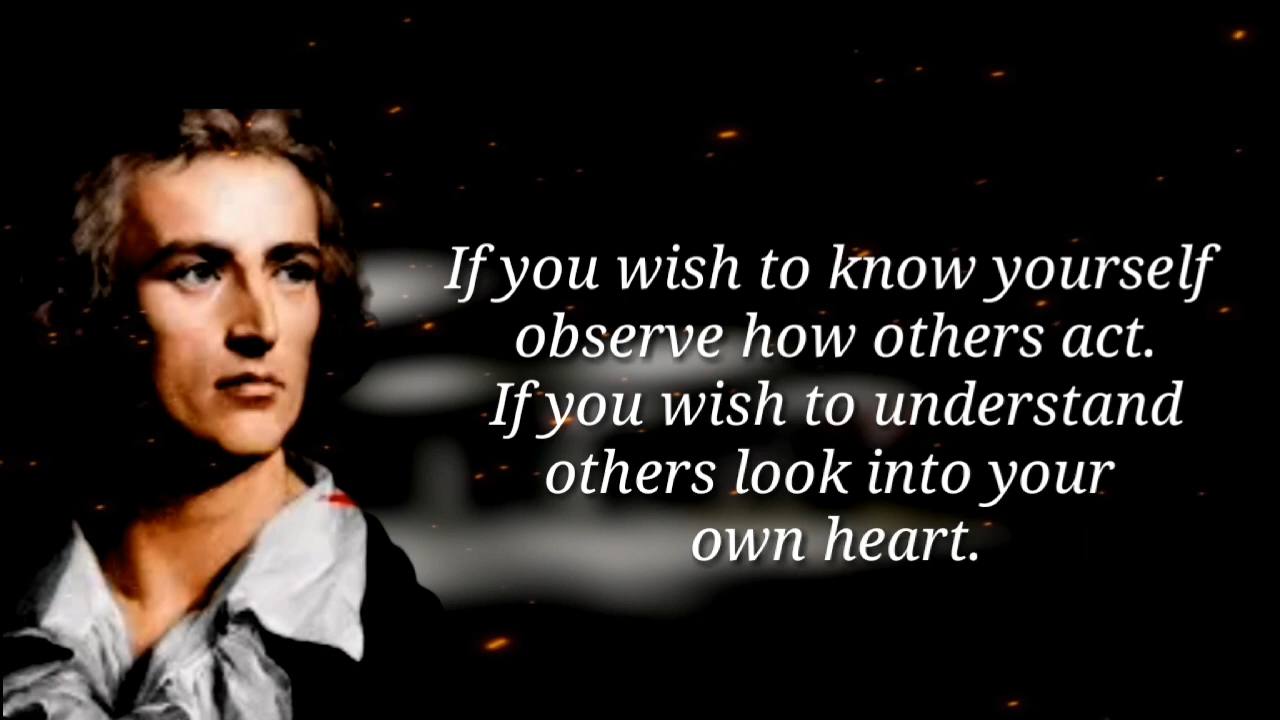 If you wish to know yourself
observe how others act.
If you wish to understand
others look into your
own heart.